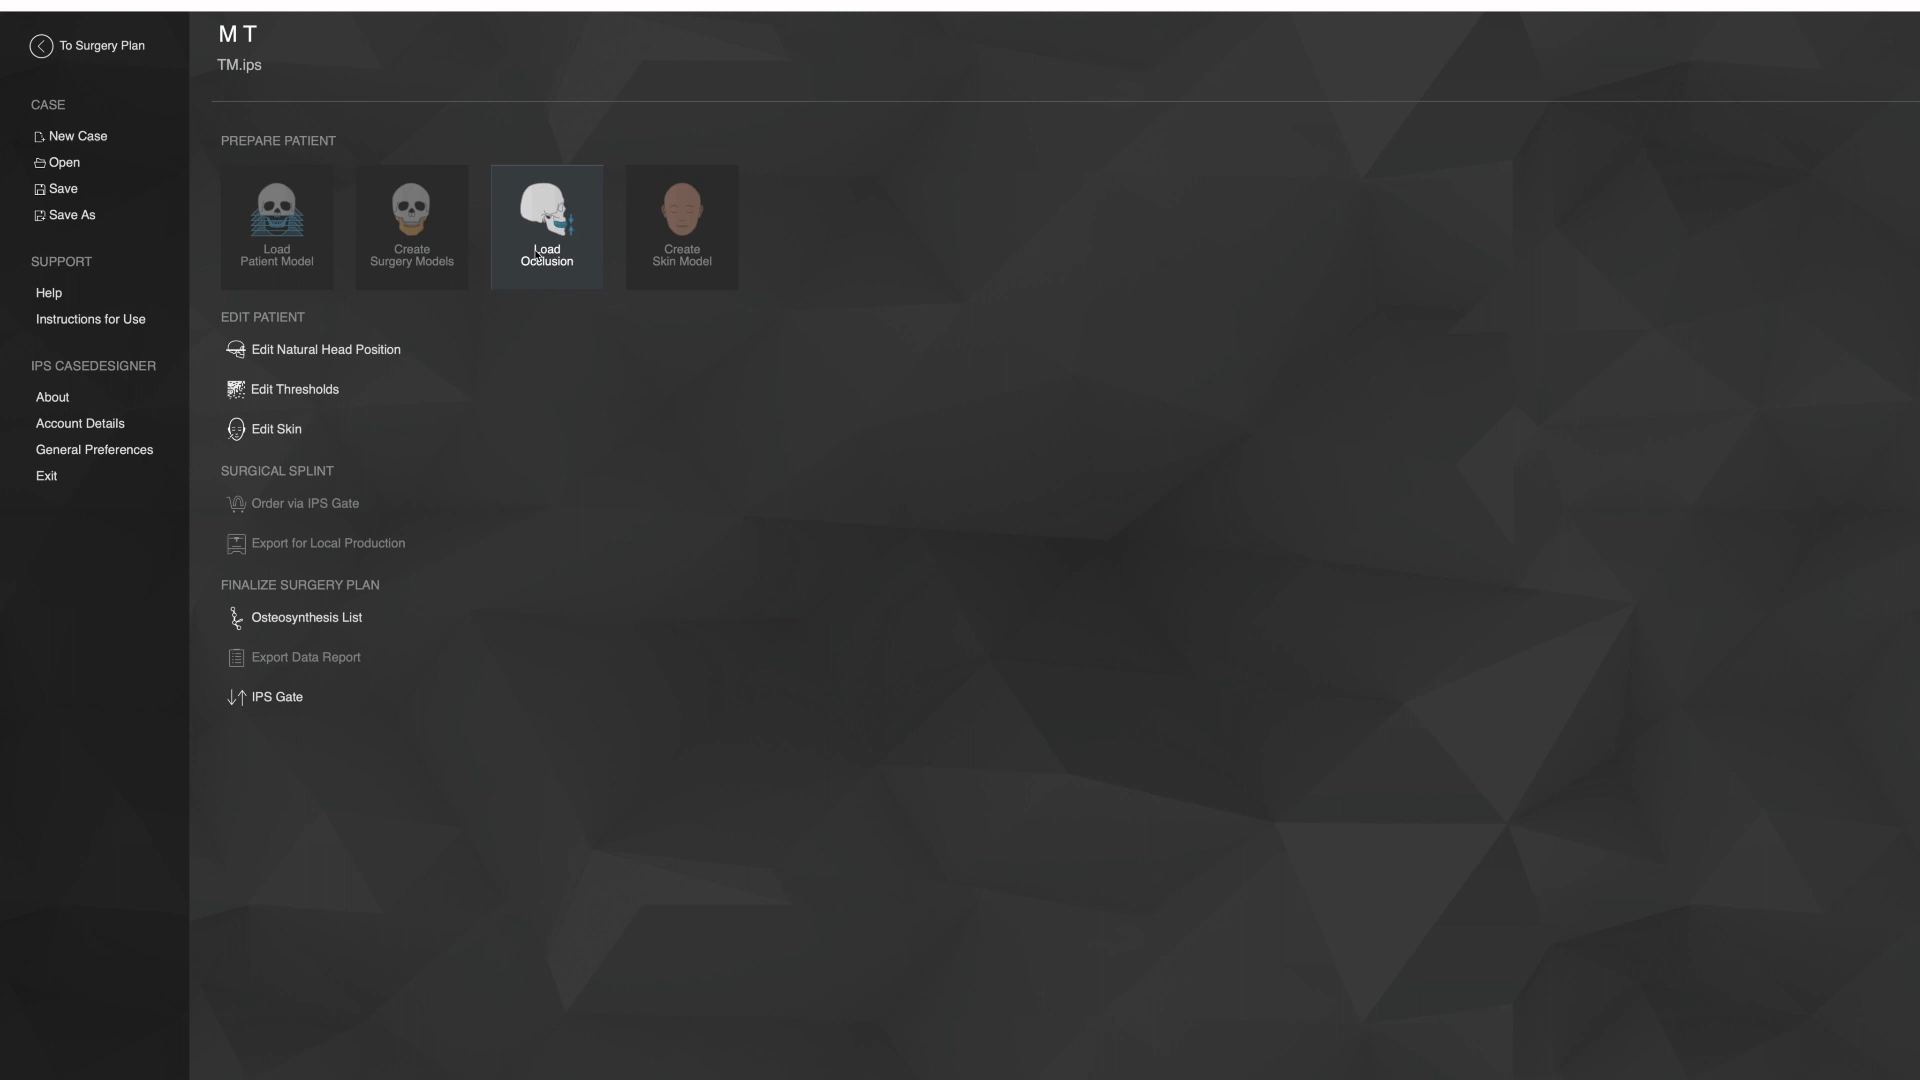 To Surgery Plan
CASE
New Case
Open
Save
Save As
SUPPORT
Help
Instructions for Use
IPS CASEDESIGNER
About
Account Details
General Preferences
Exit
M T
TM.ips
PREPARE PATIENT
Load
Patient Model
Create
Surgery Models
Load
Occlusion
Create
Skin Model
EDIT PATIENT
Edit Natural Head Position
Edit Thresholds
Edit Skin
SURGICAL SPLINT
Order via IPS Gate
Export for Local Production
FINALIZE SURGERY PLAN
Osteosynthesis List
Export Data Report
IPS Gate